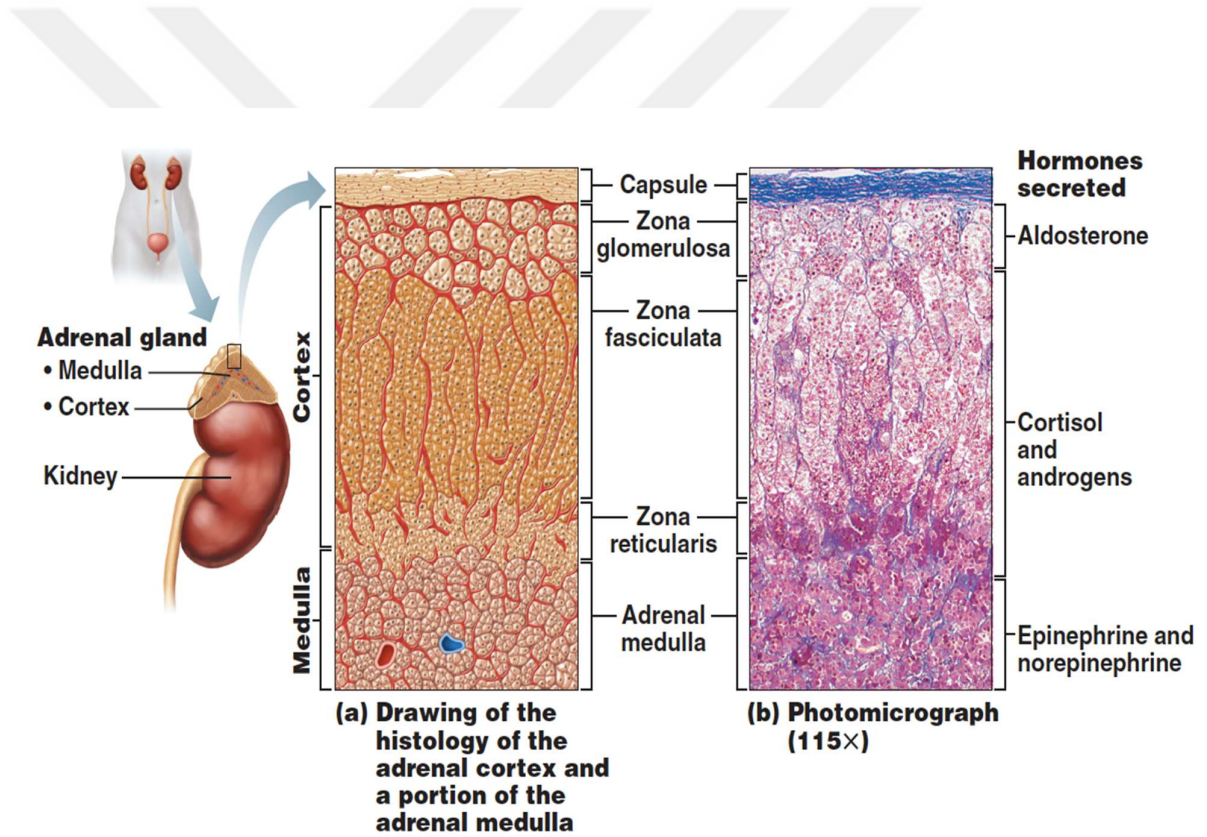 Adrenal gland
• Medulla
• Cortex
Kidney
Cortex
Medulla
Capsule
Zona
glomerulosa
Zona
fasciculata
Zona
reticularis
Adrenal
medulla
Hormones
secreted
Aldosterone
Cortisol
and
androgens
Epinephrine and
norepinephrine
(a) Drawing of the
histology of the
adrenal cortex and
a portion of the
adrenal medulla
(b) Photomicrograph
(115×)